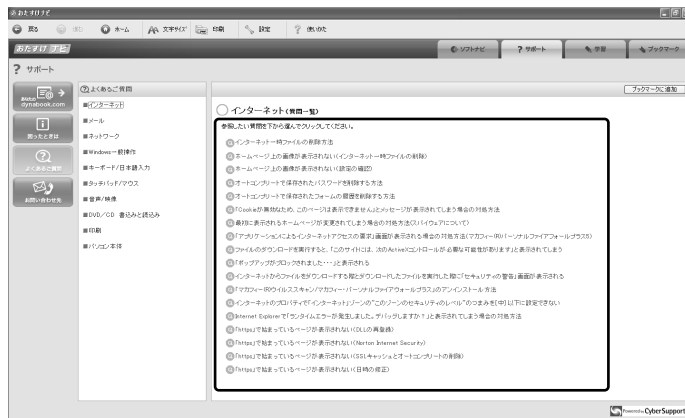 おたすけナビ
戻る
ホーム
文字サイズ
印刷
設定
使い方
おたすけナビ
ソフトナビ
サポート
学習
ブックマーク
サポート
dynabook.com
困ったときは
よくあるご質問
お問い合わせ先
よくあるご質問
■インターネット
■メール
■ネットワーク
■Windows一般操作
■キーボード/日本語入力
■タッチパッド/マウス
■音声/映像
■DVD/CD 書込みと読込み
■印刷
■パソコン本体
ブックマークに追加
インターネット(質問一覧)
参照したい質問を下から選んでクリックしてください。
インターネット一時ファイルの削除方法
ホームページ上の画像が表示されない(インターネット一時ファイルの削除)
ホームページ上の画像が表示されない(設定の確認)
オートコンプリートで保存されたパスワードを削除する方法
オートコンプリートで保存されたフォームの履歴を削除する方法
「Cookieが無効なため、このページは表示できません」とメッセージが表示されてしまう場合の対処方法
最初に表示されるホームページが変更されてしまう場合の対処方法(スパイウェアについて)
「アプリケーションによるインターネットアクセスの要求」画面が表示される場合の対処方法(マカフィー(R)パーソナルファイアウォールプラス)
ファイルのダウンロードを実行すると、「このサイトには、次のActiveXコントロールが必要な可能性があります」と表示されてしまう
「ポップアップがブロックされました・・・」と表示される
インターネットからファイルをダウンロードする際とダウンロードしたファイルを実行した際に「セキュリティの警告」画面が表示される
「マカフィー(R)ウイルススキャン/マカフィー・パーソナルファイアウォールプラス」のアンインストール方法
インターネットのプロパティで「インターネット」ゾーンの"このゾーンのセキュリティのレベル"のつまみを[中]以下に設定できない
Internet Explorerで「ランタイムエラーが発生しました。デバッグしますか?」と表示されてしまう場合の対処方法
「https」で始まっているページが表示されない(DLLの再登録)
「https」で始まっているページが表示されない(Norton Internet Security)
「https」で始まっているページが表示されない(SSLキャッシュとオートコンプリートの削除)
「https」で始まっているページが表示されない(日時の修正)
Powered by CyberSupport